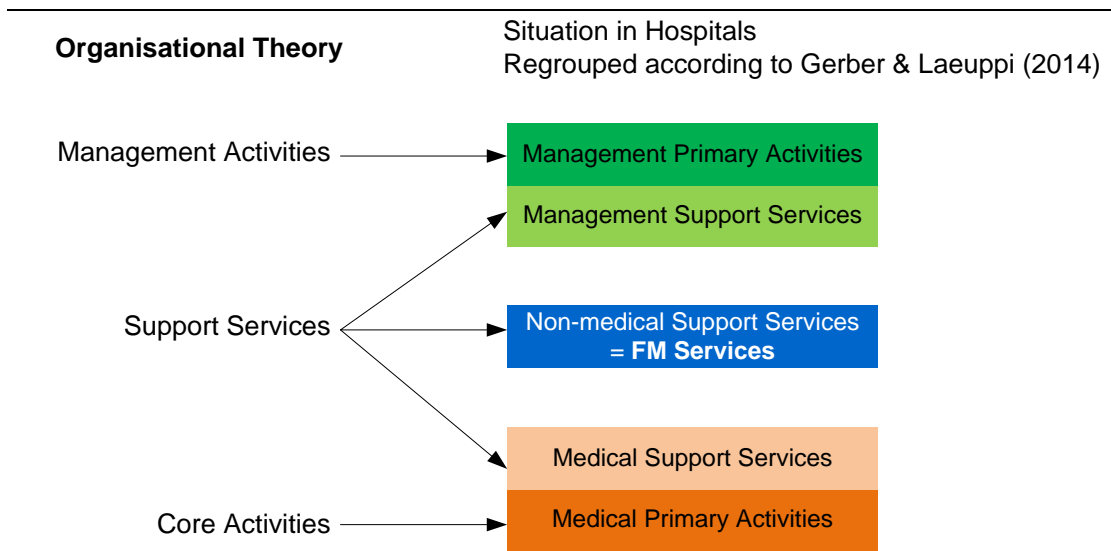 Organisational Theory
Situation in Hospitals
Regrouped according to Gerber & Laeuppi (2014)
Management Activities
Management Primary Activities
Management Support Services
Support Services
Non-medical Support Services
= FM Services
Medical Support Services
Core Activities
Medical Primary Activities